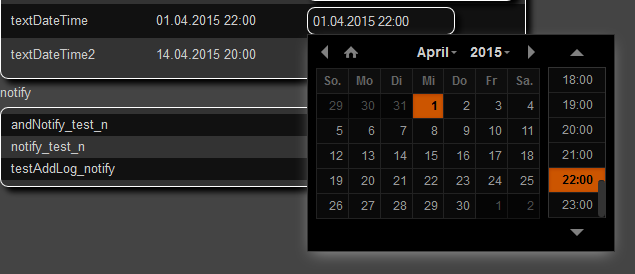 textDateTime 01.04.2015 22:00 01.04.2015 22:00
textDateTime2 14.04.2015 20:00
notify
andNotify_test_n
notify_test_n
testAddLog_notify
April 2015
So. Mo Di Mi Do Fr Sa.
29 30 31 1 2 3 4
5 6 7 8 9 10 11
12 13 14 15 16 17 18
19 20 21 22 23 24 25
26 27 28 29 30 1 2
18:00
19:00
20:00
21:00
22:00
23:00